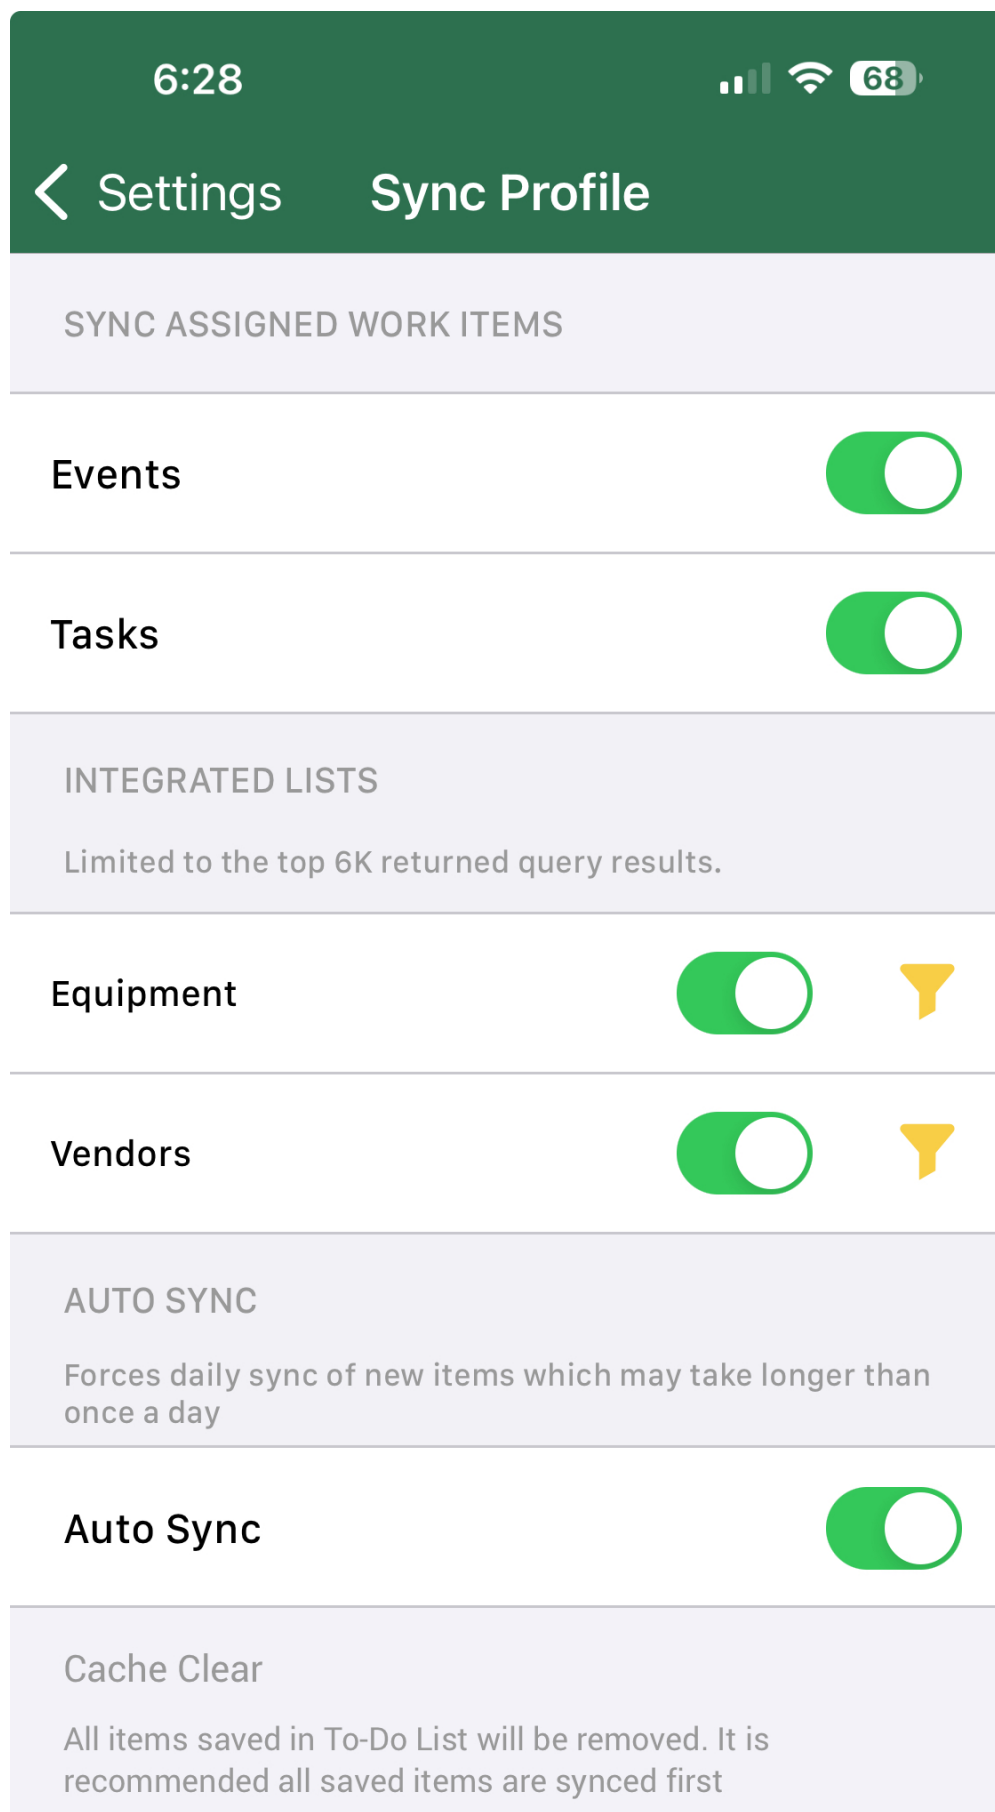 6:28
68
Settings Sync Profile
SYNC ASSIGNED WORK ITEMS
Events
Tasks
INTEGRATED LISTS
Limited to the top 6K returned query results.
Equipment
Vendors
AUTO SYNC
Forces daily sync of new items which may take longer than
once a day
Auto Sync
Cache Clear
All items saved in To-Do List will be removed. It is
recommended all saved items are synced first